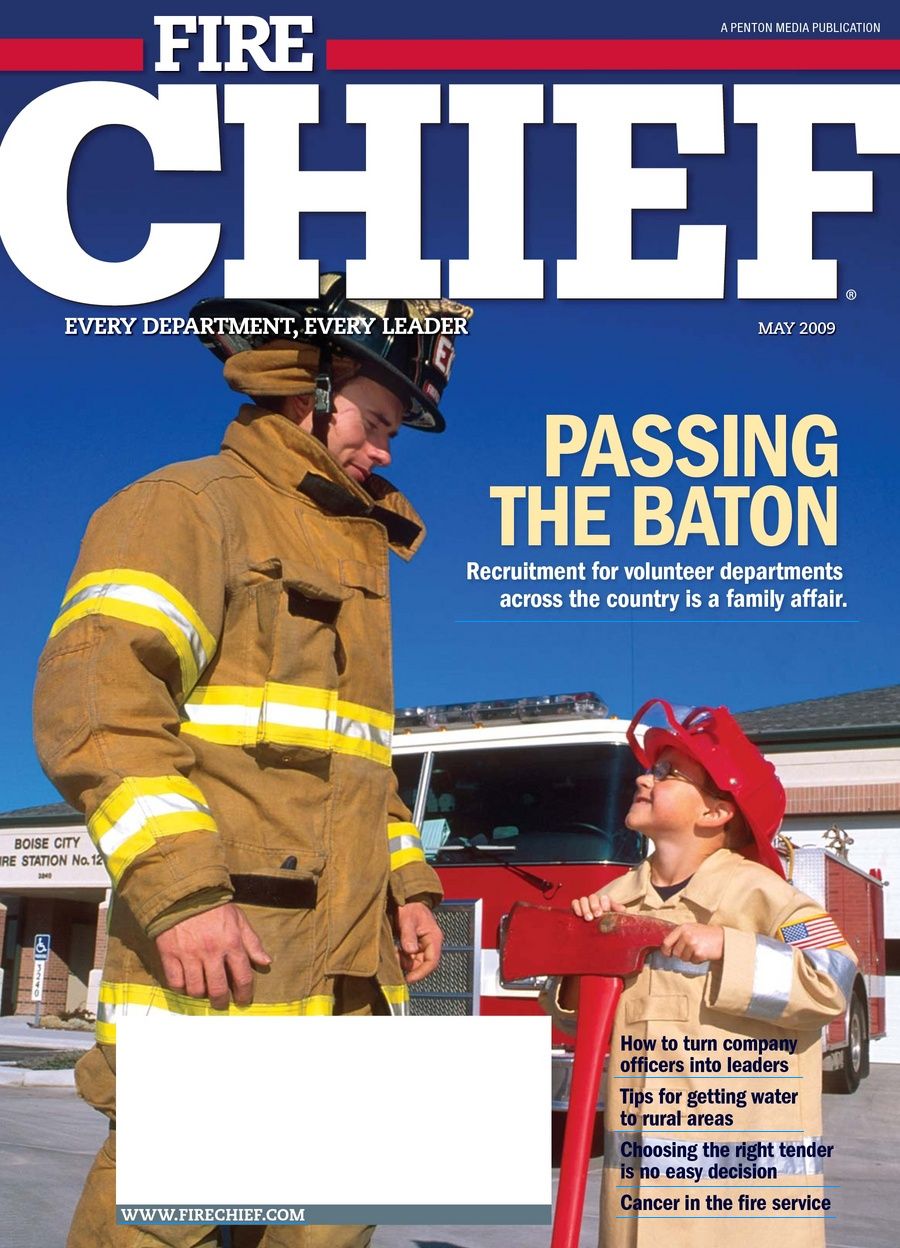 A PENTON MEDIA PUBLICATION
FIRE
CHIEF
®
EVERY DEPARTMENT, EVERY LEADER
MAY 2009
PASSING
THE BATON
Recruitment for volunteer departments
across the country is a family affair.
BOISE CITY
IRE STATION No.12
3240
3240
How to turn company
officers into leaders
Tips for getting water
to rural areas
Choosing the right tender
is no easy decision
Cancer in the fire service
WWW.FIRECHIEF.COM